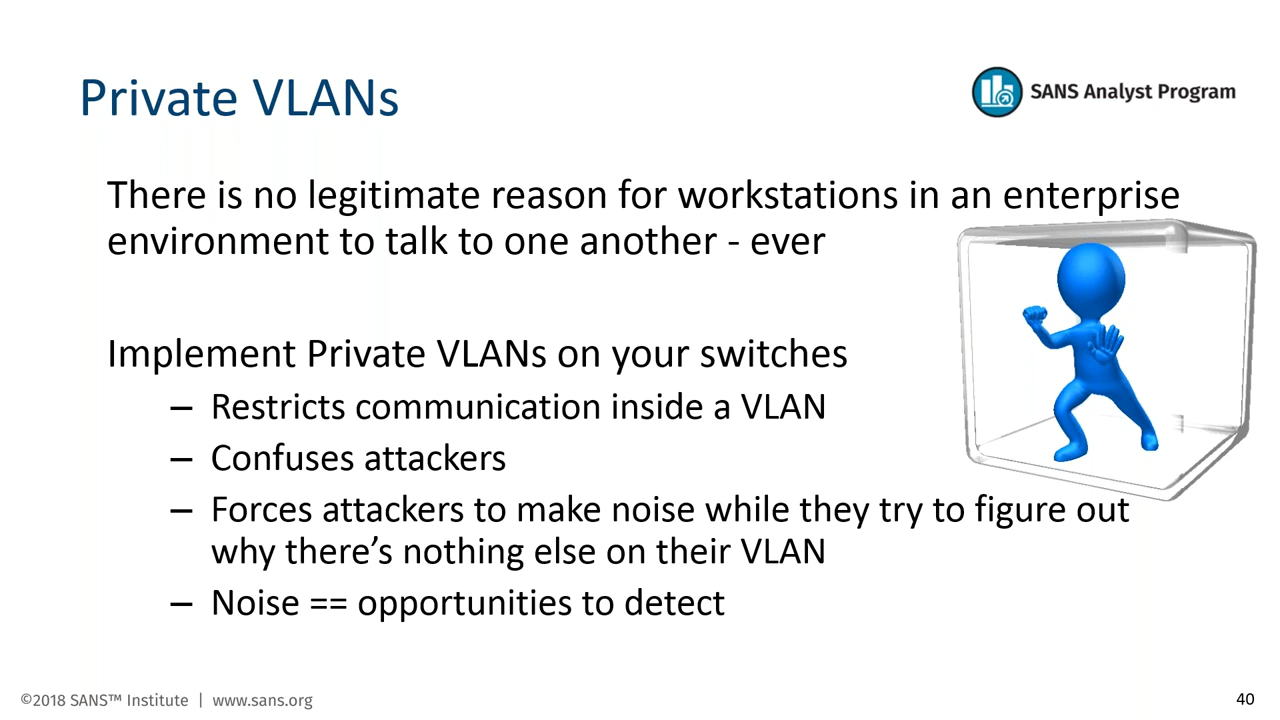 Private VLANs
SANS Analyst Program
There is no legitimate reason for workstations in an enterprise
environment to talk to one another - ever
Implement Private VLANs on your switches
– Restricts communication inside a VLAN
– Confuses attackers
– Forces attackers to make noise while they try to figure out
why there’s nothing else on their VLAN
– Noise == opportunities to detect
©2018 SANS™ Institute | www.sans.org
40